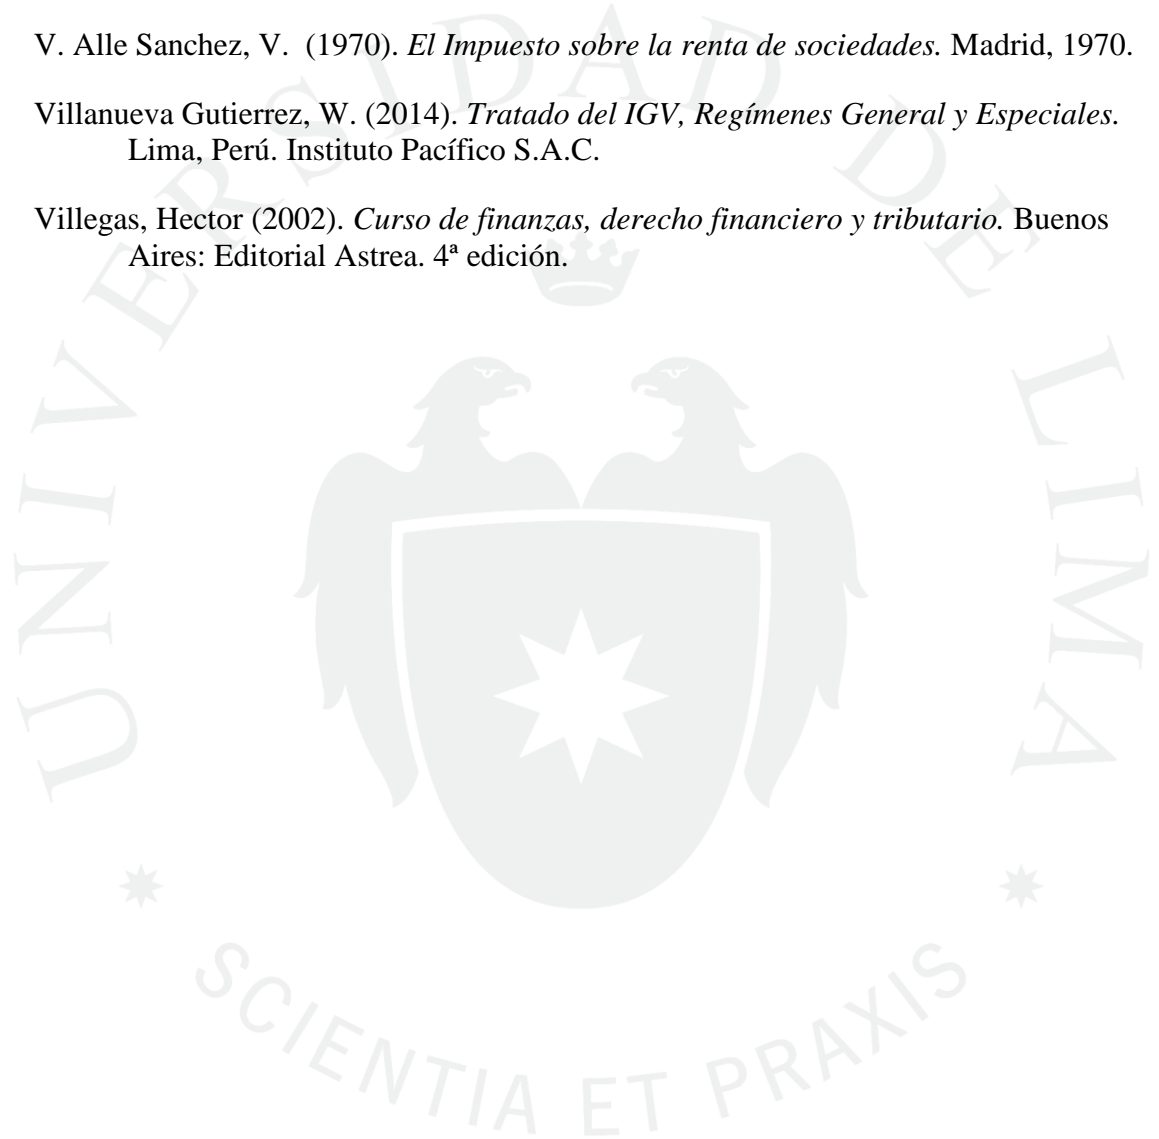 V. Alle Sanchez, V.  (1970). El Impuesto sobre la renta de sociedades. Madrid, 1970.
Villanueva Gutierrez, W. (2014). Tratado del IGV, Regímenes General y Especiales.
Lima, Perú. Instituto Pacífico S.A.C.
Villegas, Hector (2002). Curso de finanzas, derecho financiero y tributario. Buenos
Aires: Editorial Astrea. 4ª edición.
UNIVERSIDAD DE LIMA
SCIENTIA ET PRAXIS